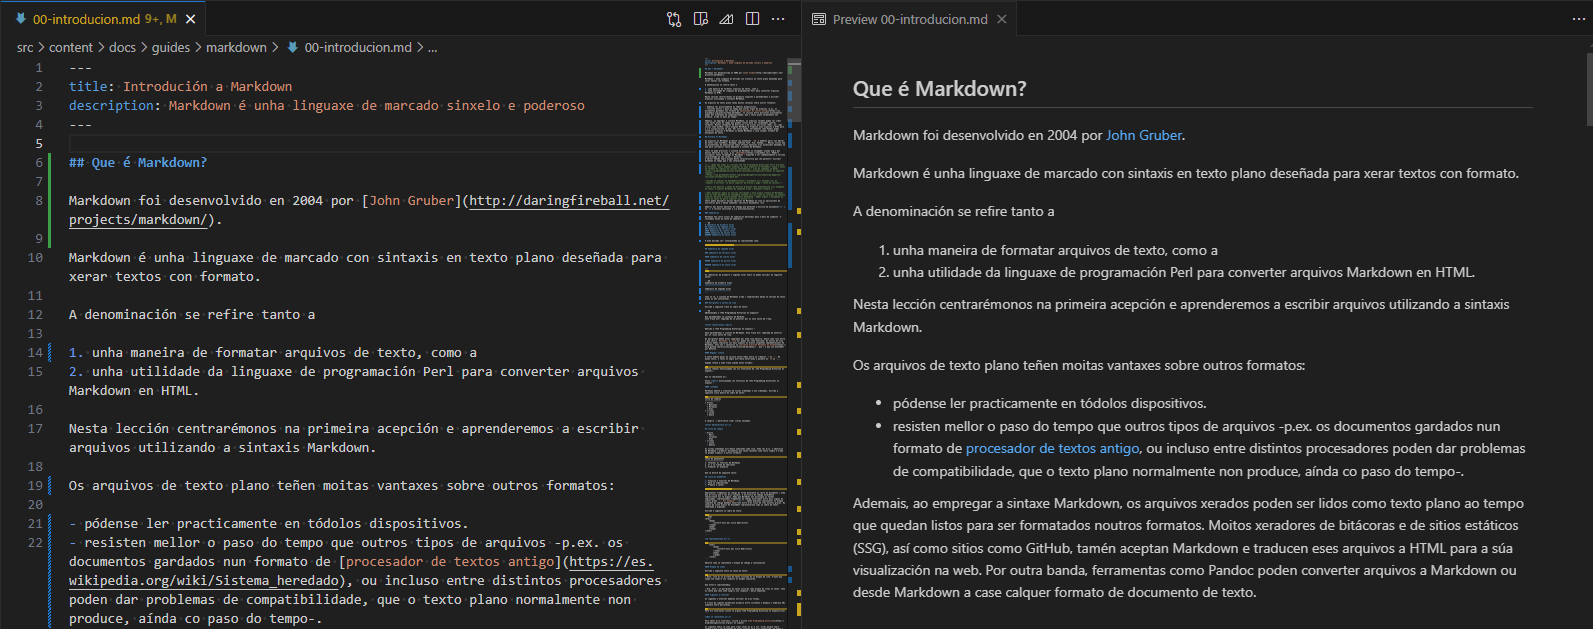 00-introducion.md 9+, M
src > content > docs > guides > markdown > 00-introducion.md > ...
1 ---
2 title: Introdución a Markdown
3 description: Markdown é unha linguaxe de marcado sinxelo e poderoso
4 ---
5
6 ## Que é Markdown?
7
8 Markdown foi desenvolvido en 2004 por [John Gruber](http://daringfireball.net/
projects/markdown/).
9
10 Markdown é unha linguaxe de marcado con sintaxis en texto plano deseñada para
xerar textos con formato.
11
12 A denominación se refire tanto a
13
14 1. unha maneira de formatar arquivos de texto, como a
15 2. unha utilidade da linguaxe de programación Perl para converter arquivos
Markdown en HTML.
16
17 Nesta lección centrarémonos na primeira acepción e aprenderemos a escribir
arquivos utilizando a sintaxis Markdown.
18
19 Os arquivos de texto plano teñen moitas vantaxes sobre outros formatos:
20
21 - pódense ler practicamente en tódolos dispositivos.
22 - resisten mellor o paso do tempo que outros tipos de arquivos -p.ex. os
documentos gardados nun formato de [procesador de textos antigo](https://es.
wikipedia.org/wiki/Sistema_heredado), ou incluso entre distintos procesadores
poden dar problemas de compatibilidade, que o texto plano normalmente non
produce, aínda co paso do tempo-.
Preview 00-introducion.md
Que é Markdown?
Markdown foi desenvolvido en 2004 por John Gruber.
Markdown é unha linguaxe de marcado con sintaxis en texto plano deseñada para xerar textos con formato.
A denominación se refire tanto a
1. unha maneira de formatar arquivos de texto, como a
2. unha utilidade da linguaxe de programación Perl para converter arquivos Markdown en HTML.
Nesta lección centrarémonos na primeira acepción e aprenderemos a escribir arquivos utilizando a sintaxis
Markdown.
Os arquivos de texto plano teñen moitas vantaxes sobre outros formatos:
• pódense ler practicamente en tódolos dispositivos.
• resisten mellor o paso do tempo que outros tipos de arquivos -p.ex. os documentos gardados nun
formato de procesador de textos antigo, ou incluso entre distintos procesadores poden dar problemas
de compatibilidade, que o texto plano normalmente non produce, aínda co paso do tempo-.
Ademais, ao empregar a sintaxe Markdown, os arquivos xerados poden ser lidos como texto plano ao tempo
que quedan listos para ser formatados noutros formatos. Moitos xeradores de bitácoras e de sitios estáticos
(SSG), así como sitios como GitHub, tamén aceptan Markdown e traducen eses arquivos a HTML para a súa
visualización na web. Por outra banda, ferramentas como Pandoc poden converter arquivos a Markdown ou
desde Markdown a case calquer formato de documento de texto.